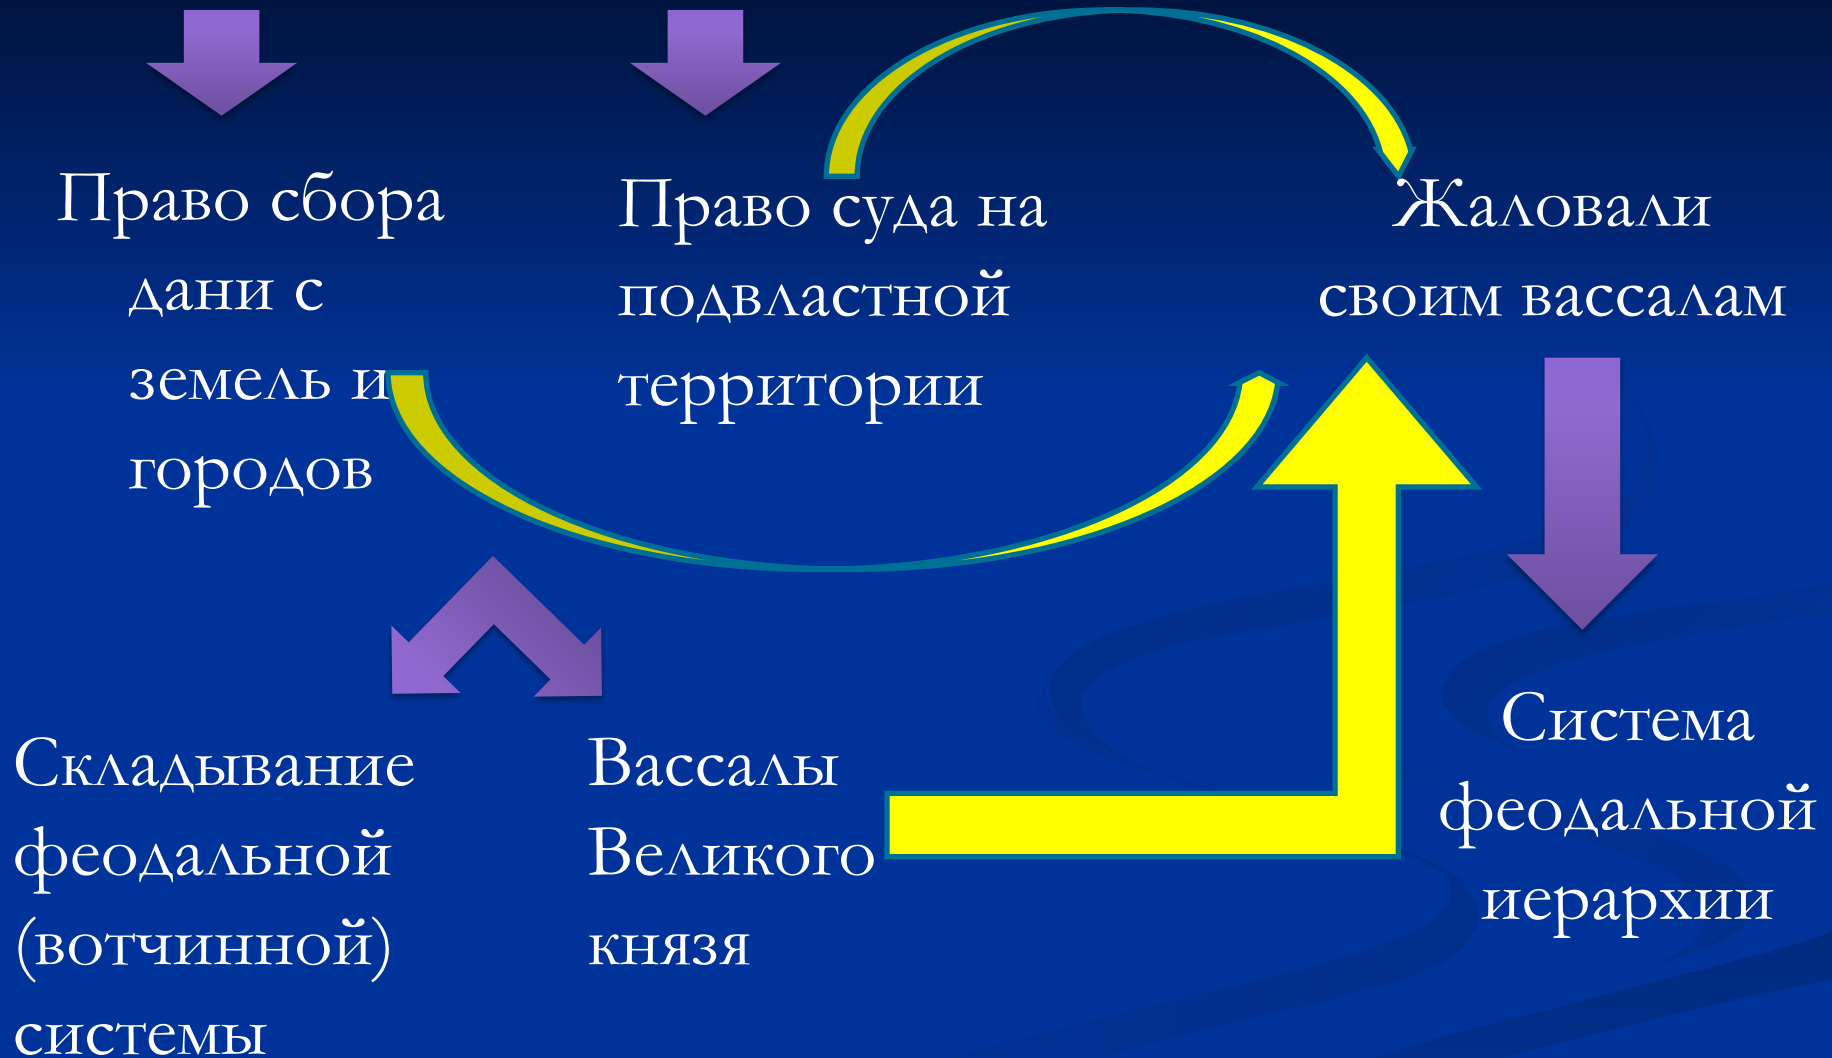 Право сбора
дани с
земель и
городов
Право суда на
подвластной
территории
Жаловали
своим вассалам
Складывание
феодальной
(вотчинной)
системы
Вассалы
Великого
князя
Система
феодальной
иерархии